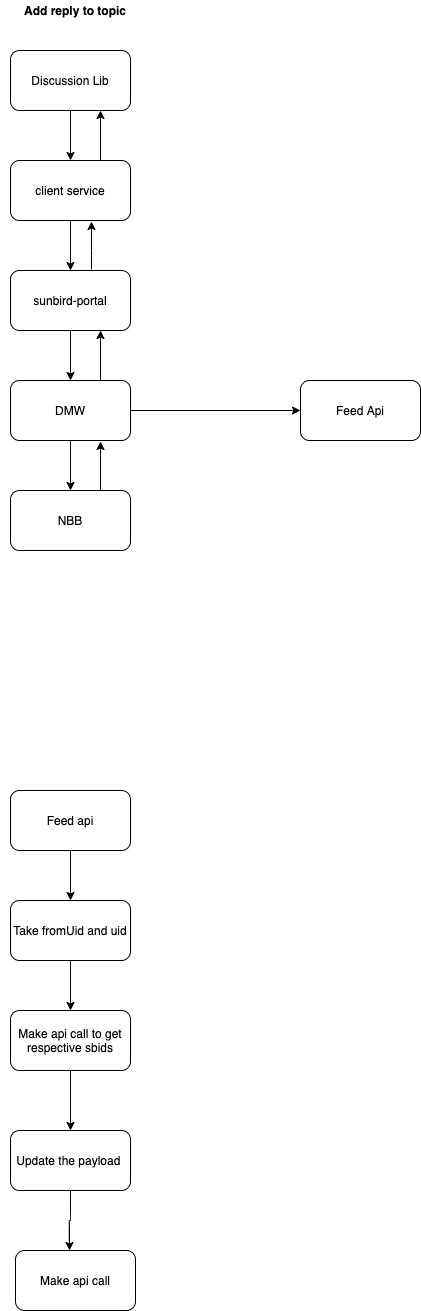 Add reply to topic
Discussion Lib
client service
sunbird-portal
DMW
Feed Api
NBB
Feed api
Take fromUid and uid
Make api call to get
respective sbids
Update the payload
Make api call